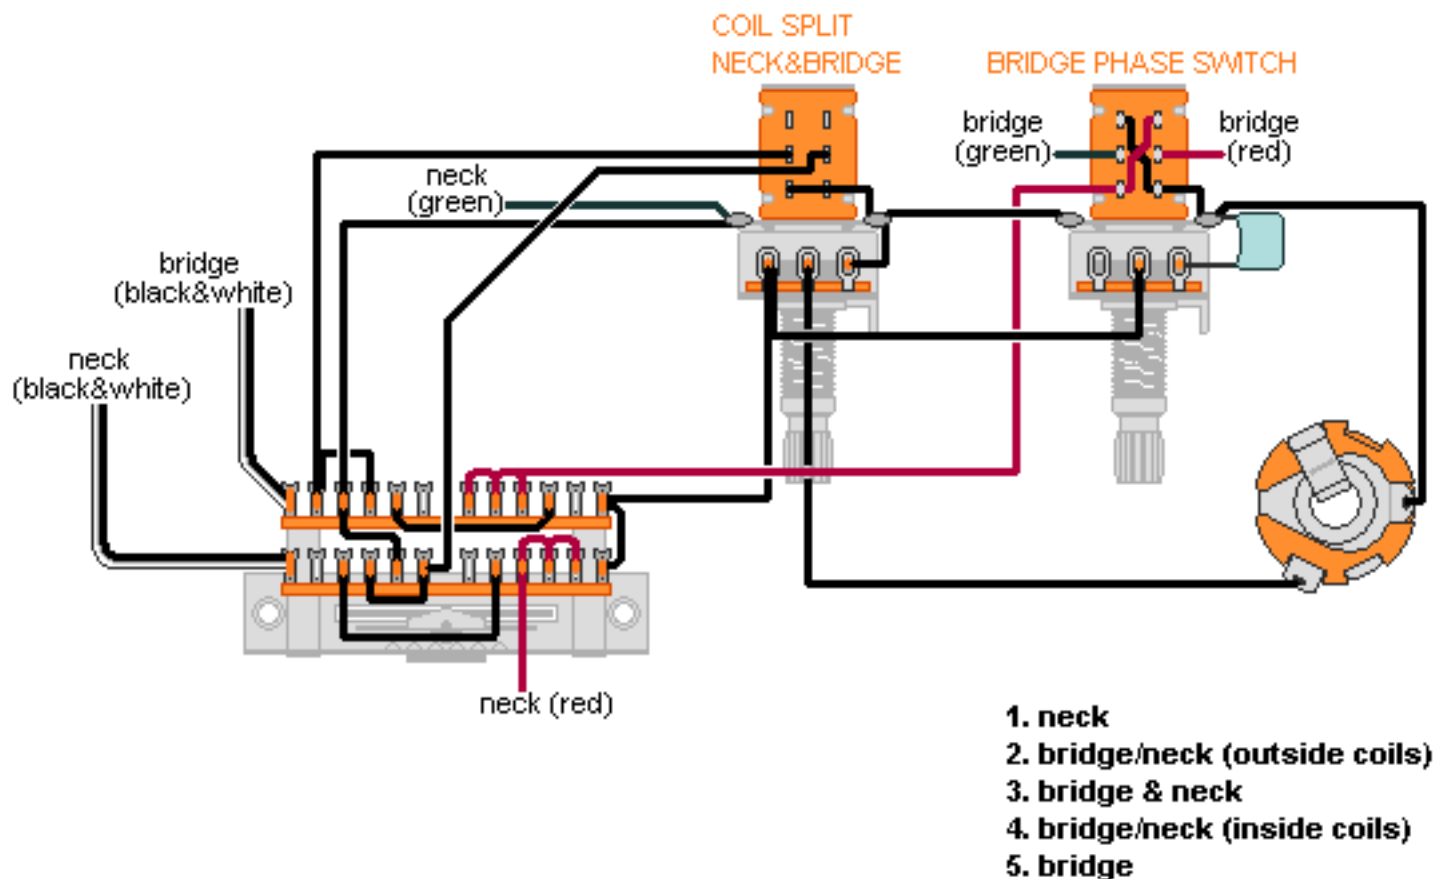 COIL SPLIT
NECK&BRIDGE
BRIDGE PHASE SWITCH
bridge
(green)
bridge
(red)
neck
(green)
bridge
(black&white)
neck
(black&white)
neck (red)
1. neck
2. bridge/neck (outside coils)
3. bridge & neck
4. bridge/neck (inside coils)
5. bridge